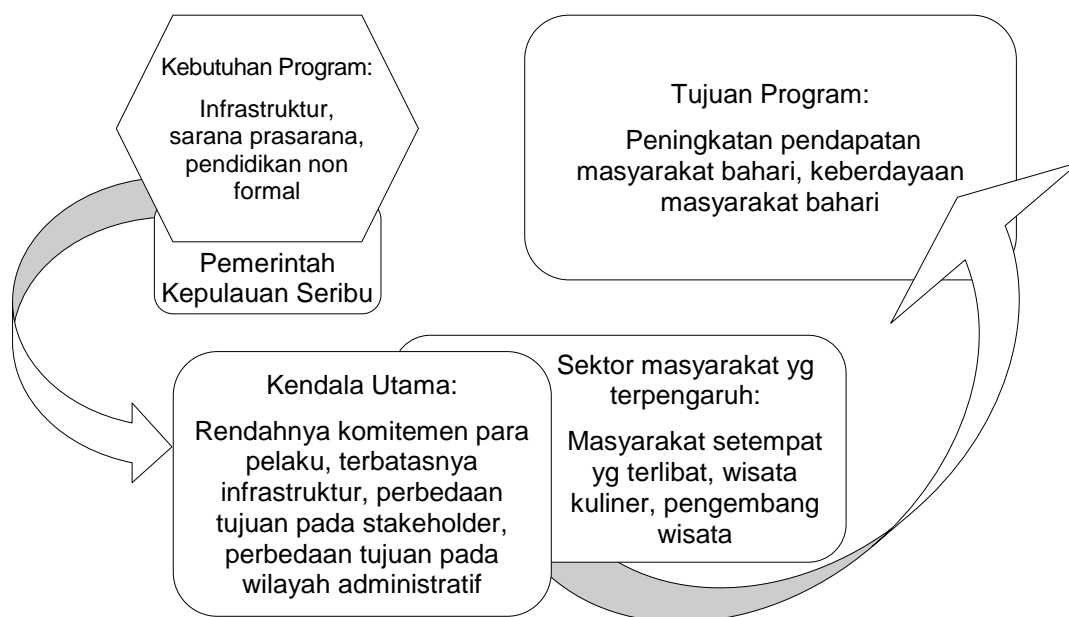 Kebutuhan Program:
Infrastruktur,
sarana prasarana,
pendidikan non
formal
Pemerintah
Kepulauan Seribu
Tujuan Program:
Peningkatan pendapatan
masyarakat bahari, keberdayaan
masyarakat bahari
Kendala Utama:
Rendahnya komitemen para
pelaku, terbatasnya
infrastruktur, perbedaan
tujuan pada stakeholder,
perbedaan tujuan pada
wilayah administratif
Sektor masyarakat yg
terpengaruh:
Masyarakat setempat
yg terlibat, wisata
kuliner, pengembang
wisata